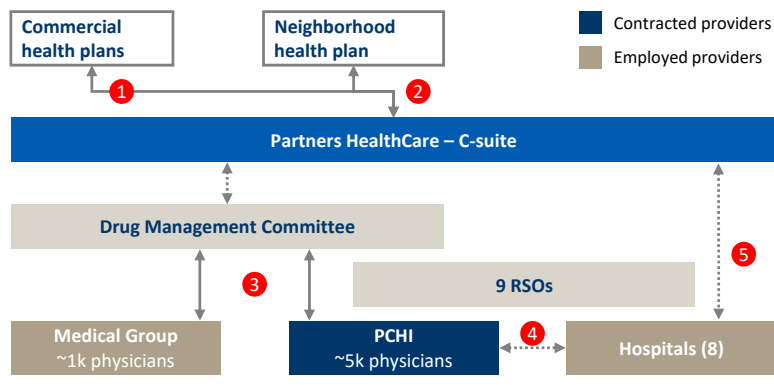 Commercial
health plans
Neighborhood
health plan
Contracted providers
Employed providers
1
2
Partners HealthCare – C-suite
Drug Management Committee
5
3
9 RSOs
Medical Group
~1k physicians
PCHI
~5k physicians
4
Hospitals (8)